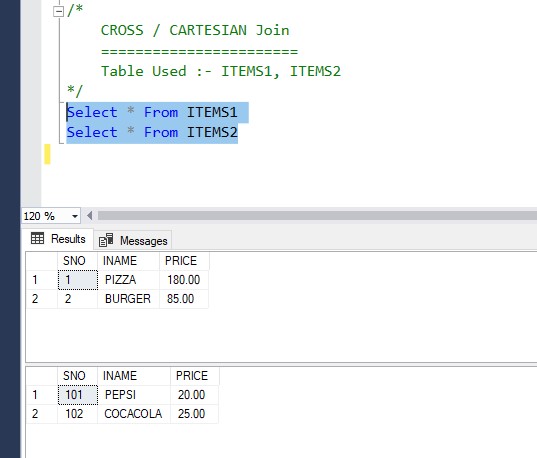 /*
CROSS / CARTESIAN Join
=======================
Table Used :- ITEMS1, ITEMS2
*/
Select * From ITEMS1
Select * From ITEMS2
120 %
Results Messages
SNO INAME PRICE
1 1 PIZZA 180.00
2 2 BURGER 85.00
SNO INAME PRICE
1 101 PEPSI 20.00
2 102 COCACOLA 25.00